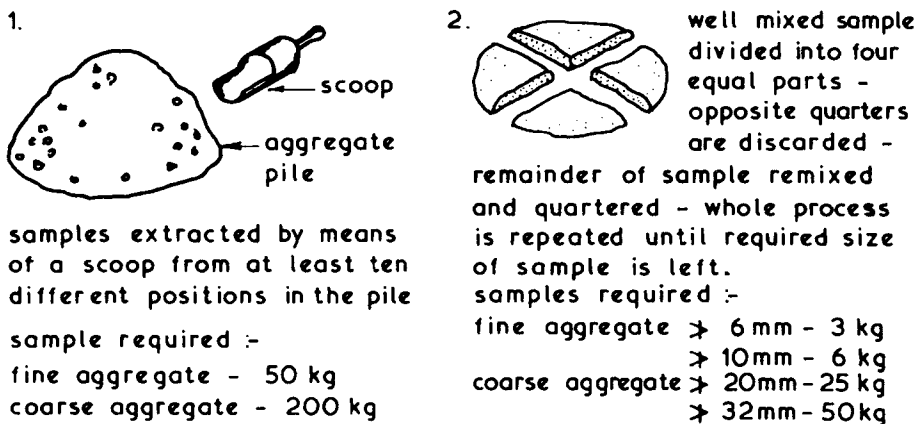 1.
scoop
aggregate
pile
samples extracted by means
of a scoop from at least ten
different positions in the pile
sample required :-
fine aggregate - 50 kg
coarse aggregate - 200 kg
2.
well mixed sample
divided into four
equal parts -
opposite quarters
are discarded -
remainder of sample remixed
and quartered - whole process
is repeated until required size
of sample is left.
samples required :-
fine aggregate ≯ 6mm - 3 kg
≯ 10mm - 6 kg
coarse aggregate ≯ 20mm - 25 kg
≯ 32mm - 50kg